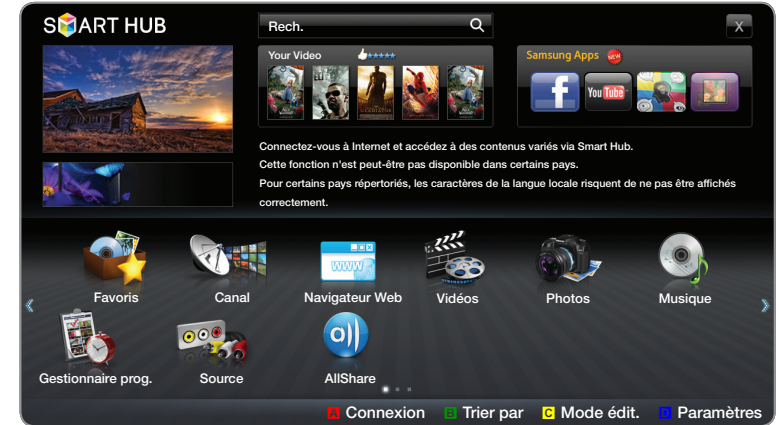 SMART HUB
Rech.
X
Your Video
Samsung Apps
NEW
GLADIATOR
f
You Tube
Connectez-vous à Internet et accédez à des contenus variés via Smart Hub.
Cette fonction n'est peut-être pas disponible dans certains pays.
Pour certains pays répertoriés, les caractères de la langue locale risquent de ne pas être affichés
correctement.
www
Favoris
Canal
Navigateur Web
Vidéos
Photos
Musique
all
Gestionnaire prog.
Source
AllShare
A Connexion B Trier par C Mode édit. D Paramètres